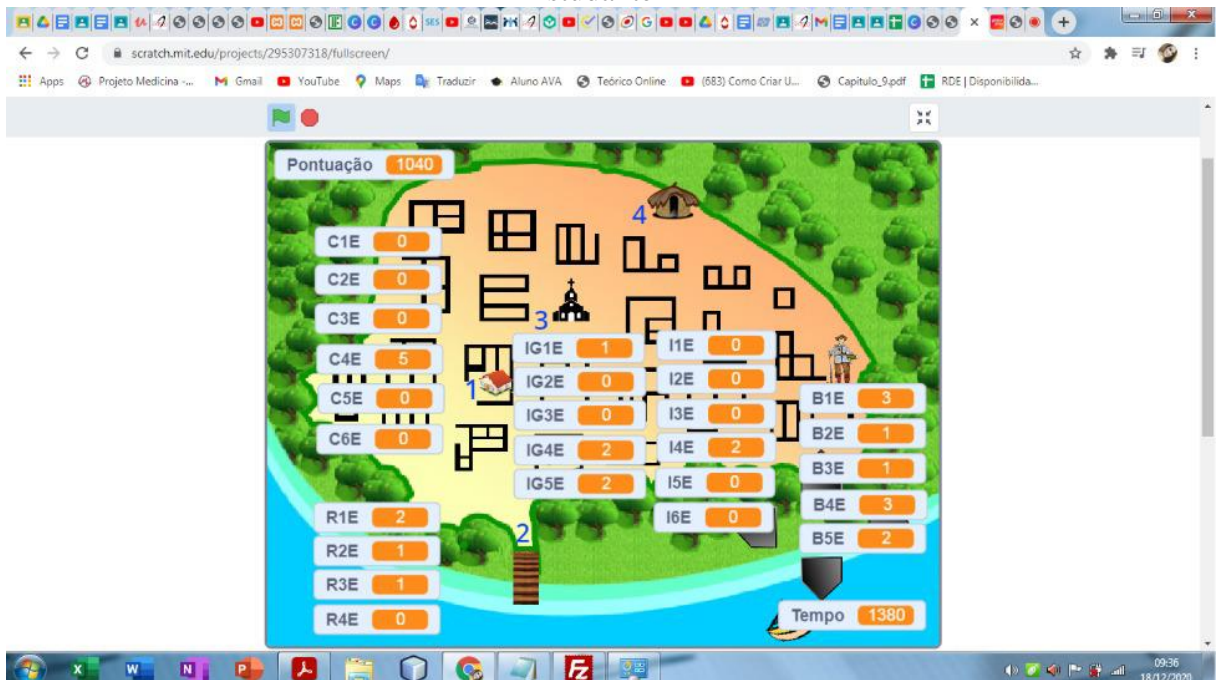 scratch.mit.edu/projects/295307318/fullscreen/
Apps Projeto Medicina -... Gmail YouTube Maps Traduzir Aluno AVA Teórico Online (683) Como Criar U... Capitulo_9.pdf RDE | Disponibilida...
Pontuação 1040
4
C1E 0
C2E 0
C3E 0
C4E 5
C5E 0
C6E 0
3
1
IG1E 1
IG2E 0
IG3E 0
IG4E 2
IG5E 2
I1E 0
I2E 0
I3E 0
I4E 2
I5E 0
I6E 0
B1E 3
B2E 1
B3E 1
B4E 3
B5E 2
R1E 2
R2E 1
R3E 1
R4E 0
2
Tempo 1380
09:36
18/12/2020